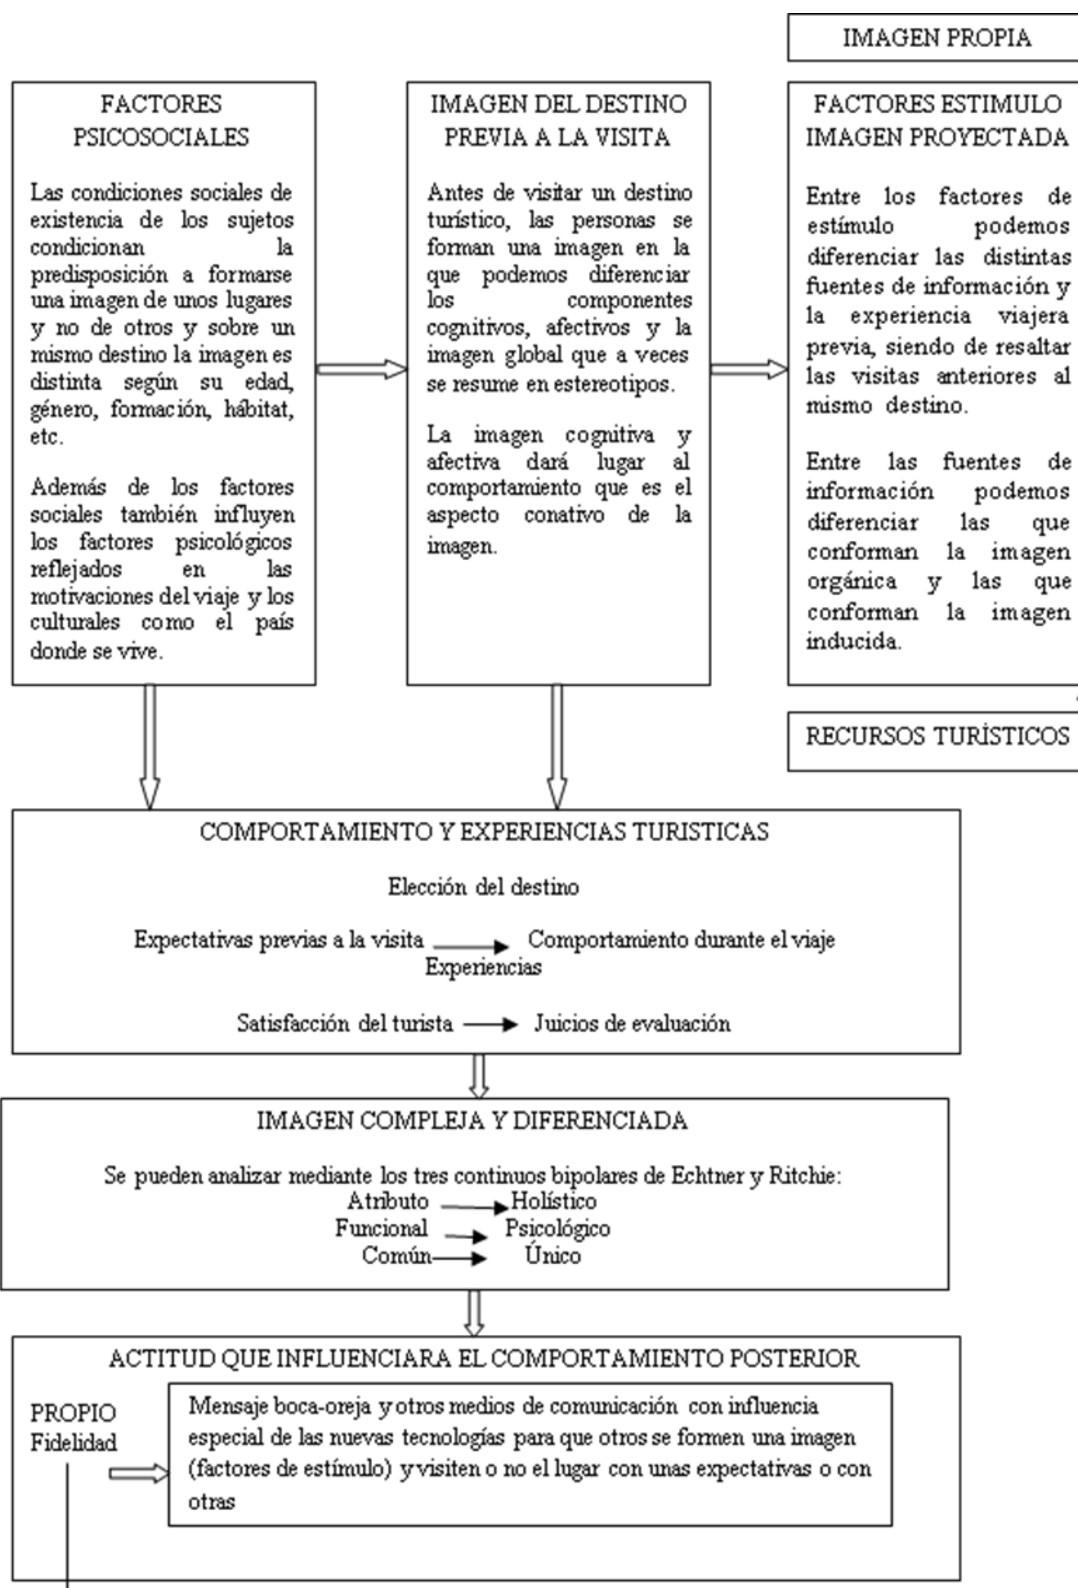 IMAGEN PROPIA
FACTORES
PSICOSOCIALES
Las condiciones sociales de
existencia de los sujetos
condicionan la
predisposición a formarse
una imagen de unos lugares
y no de otros y sobre un
mismo destino la imagen es
distinta según su edad,
género, formación, hábitat,
etc.
Además de los factores
sociales también influyen
los factores psicológicos
reflejados en las
motivaciones del viaje y los
culturales como el país
donde se vive.
IMAGEN DEL DESTINO
PREVIA A LA VISITA
Antes de visitar un destino
turístico, las personas se
forman una imagen en la
que podemos diferenciar
los componentes
cognitivos, afectivos y la
imagen global que a veces
se resume en estereotipos.
La imagen cognitiva y
afectiva dará lugar al
comportamiento que es el
aspecto conativo de la
imagen.
FACTORES ESTIMULO
IMAGEN PROYECTADA
Entre los factores de
estímulo podemos
diferenciar las distintas
fuentes de información y
la experiencia viajera
previa, siendo de resaltar
las visitas anteriores al
mismo destino.
Entre las fuentes de
información podemos
diferenciar las que
conforman la imagen
orgánica y las que
conforman la imagen
inducida.
RECURSOS TURÍSTICOS
COMPORTAMIENTO Y EXPERIENCIAS TURISTICAS
Elección del destino
Expectativas previas a la visita Comportamiento durante el viaje
Experiencias
Satisfacción del turista Juicios de evaluación
IMAGEN COMPLEJA Y DIFERENCIADA
Se pueden analizar mediante los tres continuos bipolares de Echtner y Ritchie:
Atributo Holístico
Funcional Psicológico
Común Único
ACTITUD QUE INFLUENCIARA EL COMPORTAMIENTO POSTERIOR
PROPIO
Fidelidad
Mensaje boca-oreja y otros medios de comunicación con influencia
especial de las nuevas tecnologías para que otros se formen una imagen
(factores de estímulo) y visiten o no el lugar con unas expectativas o con
otras